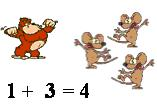 1 + 3 = 4